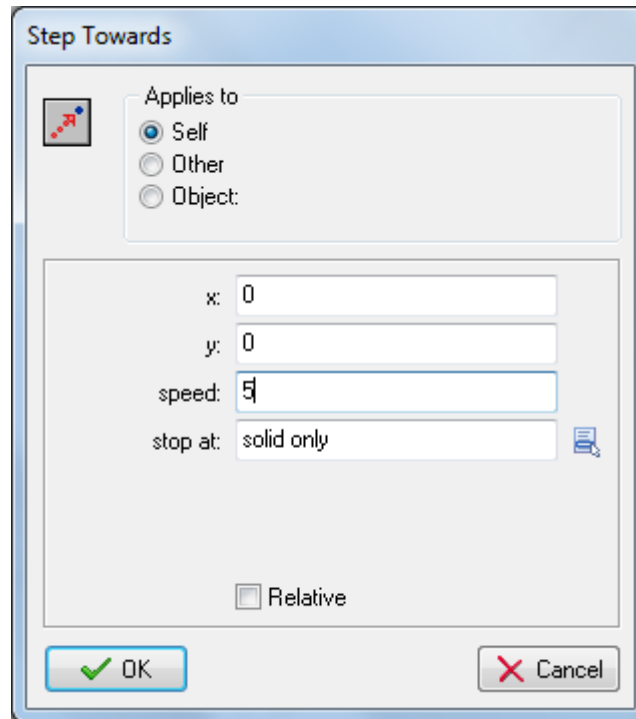 Step Towards
Applies to
Self
Other
Object:
x: 0
y: 0
speed: 5
stop at: solid only
Relative
OK
Cancel